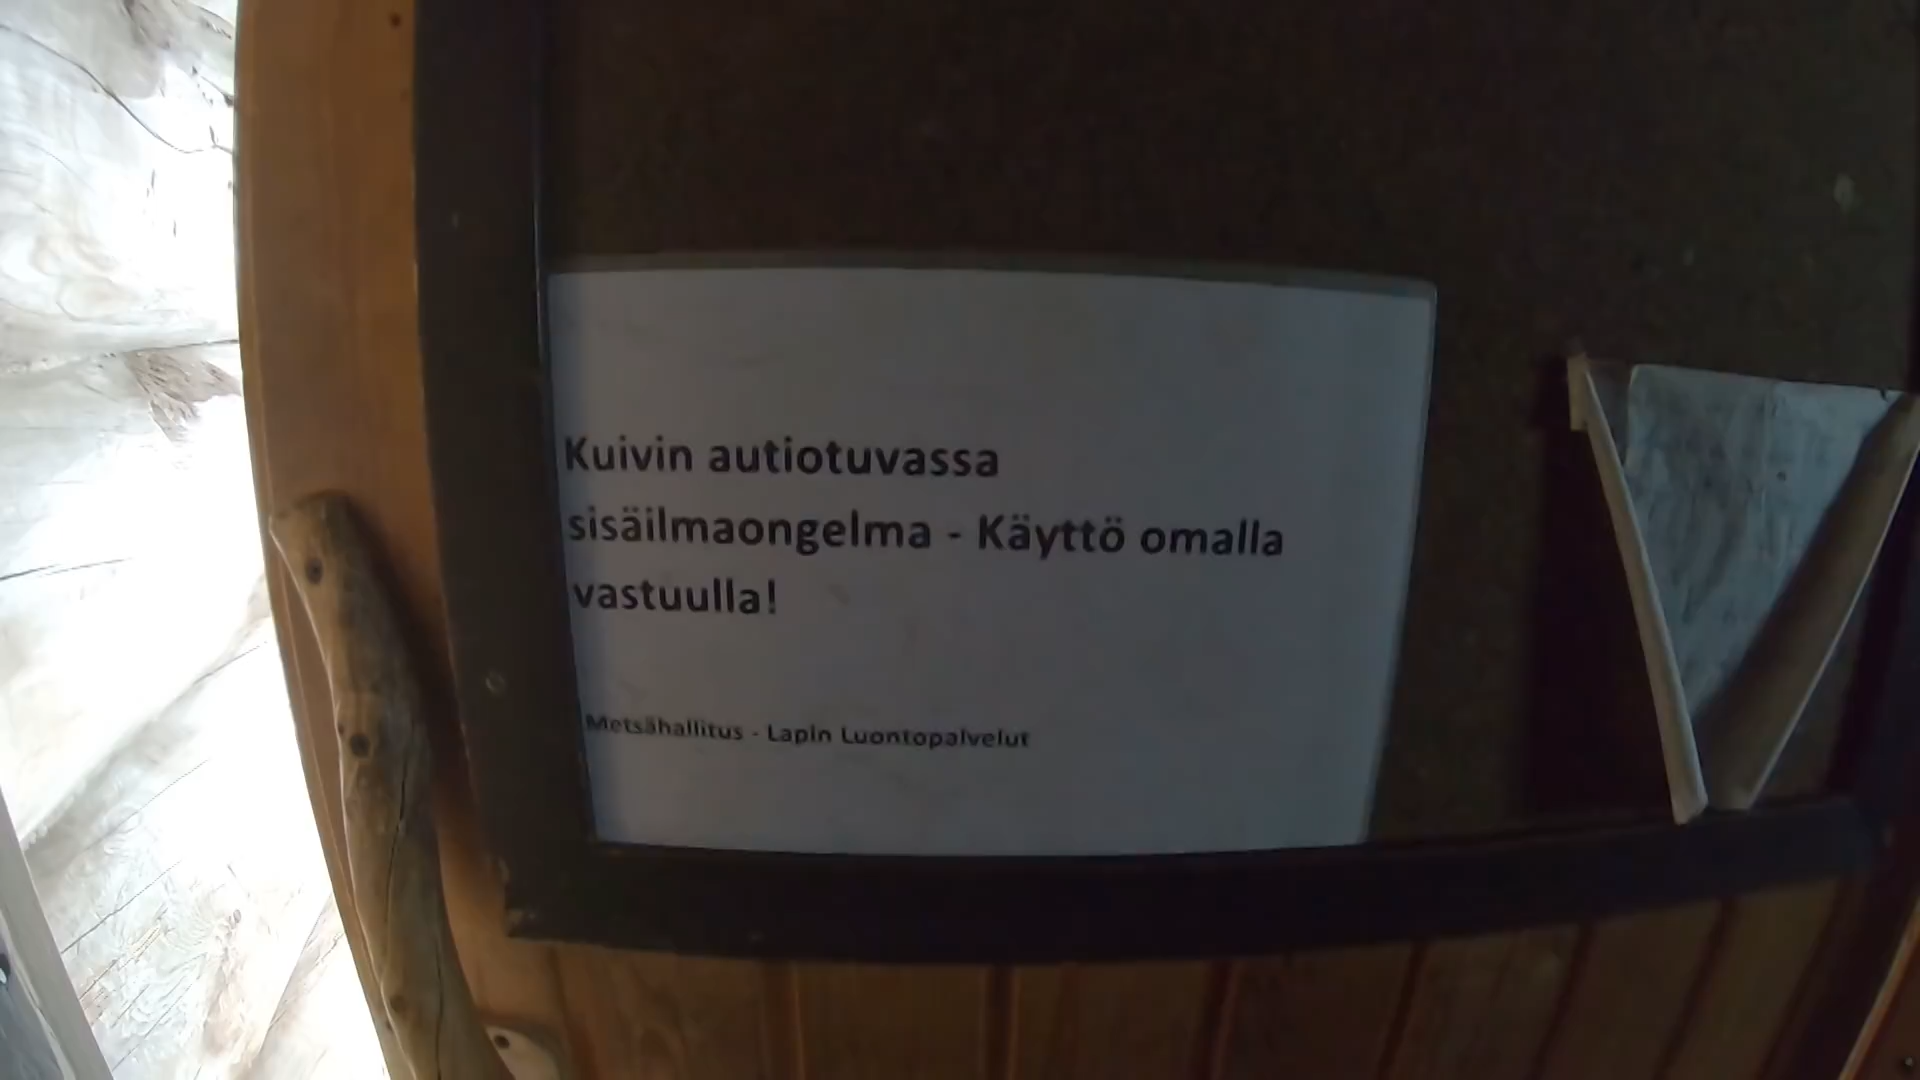 Kuivin autiotuvassa
sisäilmaongelma - Käyttö omalla
vastuulla!
Metsähallitus - Lapin Luontopalvelut